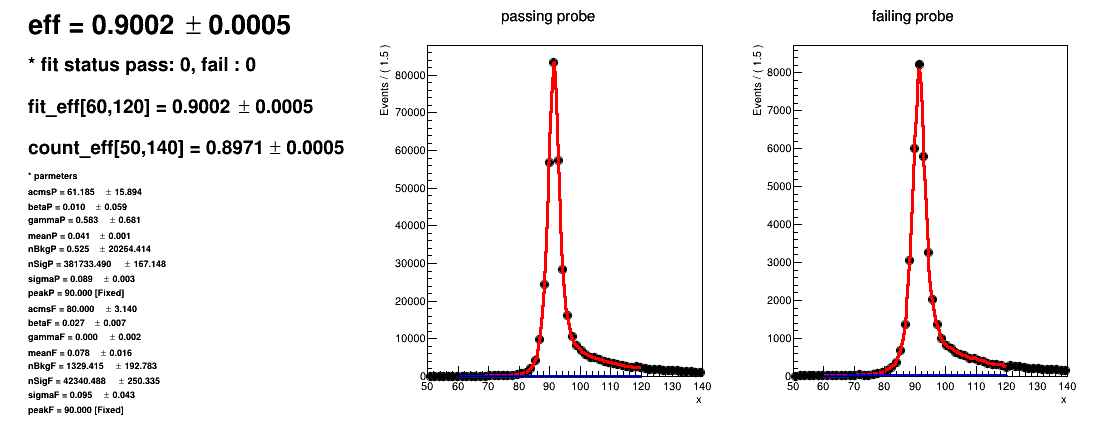 eff = 0.9002 ± 0.0005
* fit status pass: 0, fail : 0
fit_eff[60,120] = 0.9002 ± 0.0005
count_eff[50,140] = 0.8971 ± 0.0005
* parmeters
acmsP = 61.185 ± 15.894
betaP = 0.010 ± 0.059
gammaP = 0.583 ± 0.681
meanP = 0.041 ± 0.001
nBkgP = 0.525 ± 20264.414
nSigP = 381733.490 ± 167.148
sigmaP = 0.089 ± 0.003
peakP = 90.000 [Fixed]
acmsF = 80.000 ± 3.140
betaF = 0.027 ± 0.007
gammaF = 0.000 ± 0.002
meanF = 0.078 ± 0.016
nBkgF = 1329.415 ± 192.783
nSigF = 42340.488 ± 250.335
sigmaF = 0.095 ± 0.043
peakF = 90.000 [Fixed]
passing probe
Events / ( 1.5 )
80000
70000
60000
50000
40000
30000
20000
10000
0
50 60 70 80 90 100 110 120 130 140
x
failing probe
Events / ( 1.5 )
8000
7000
6000
5000
4000
3000
2000
1000
0
50 60 70 80 90 100 110 120 130 140
x